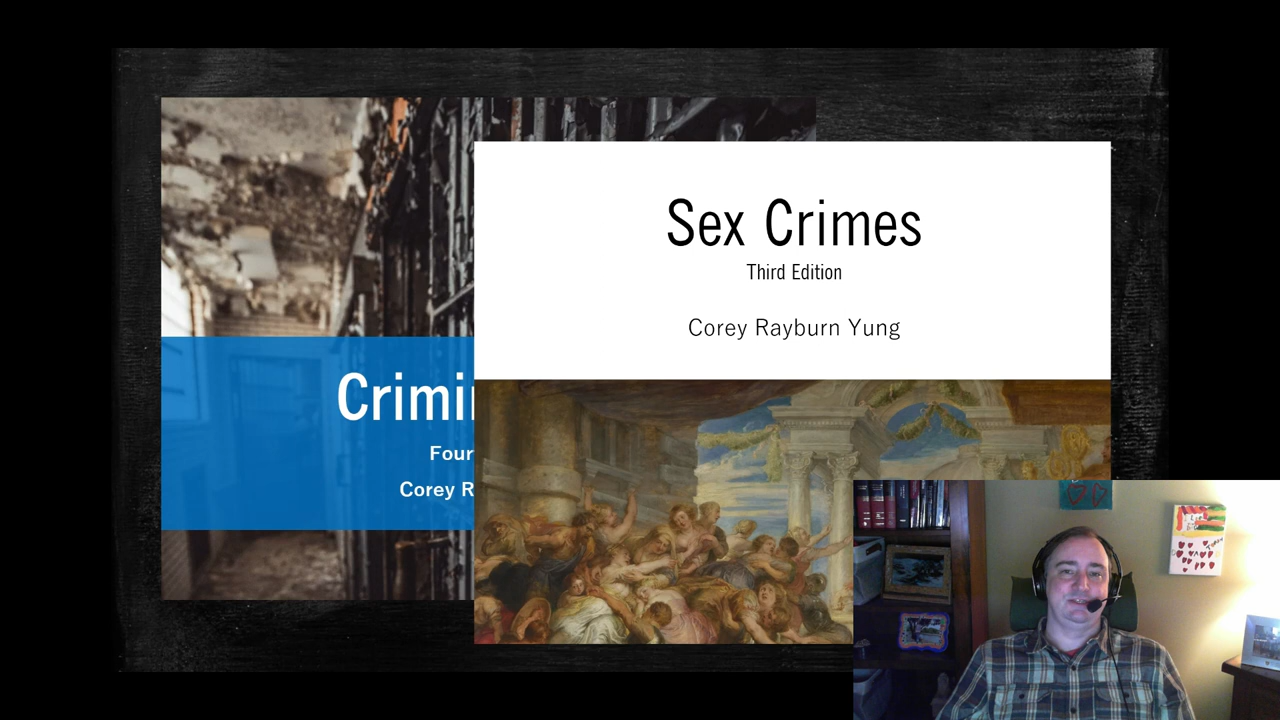 Sex Crimes
Third Edition
Corey Rayburn Yung
Crimi
Four
Corey R